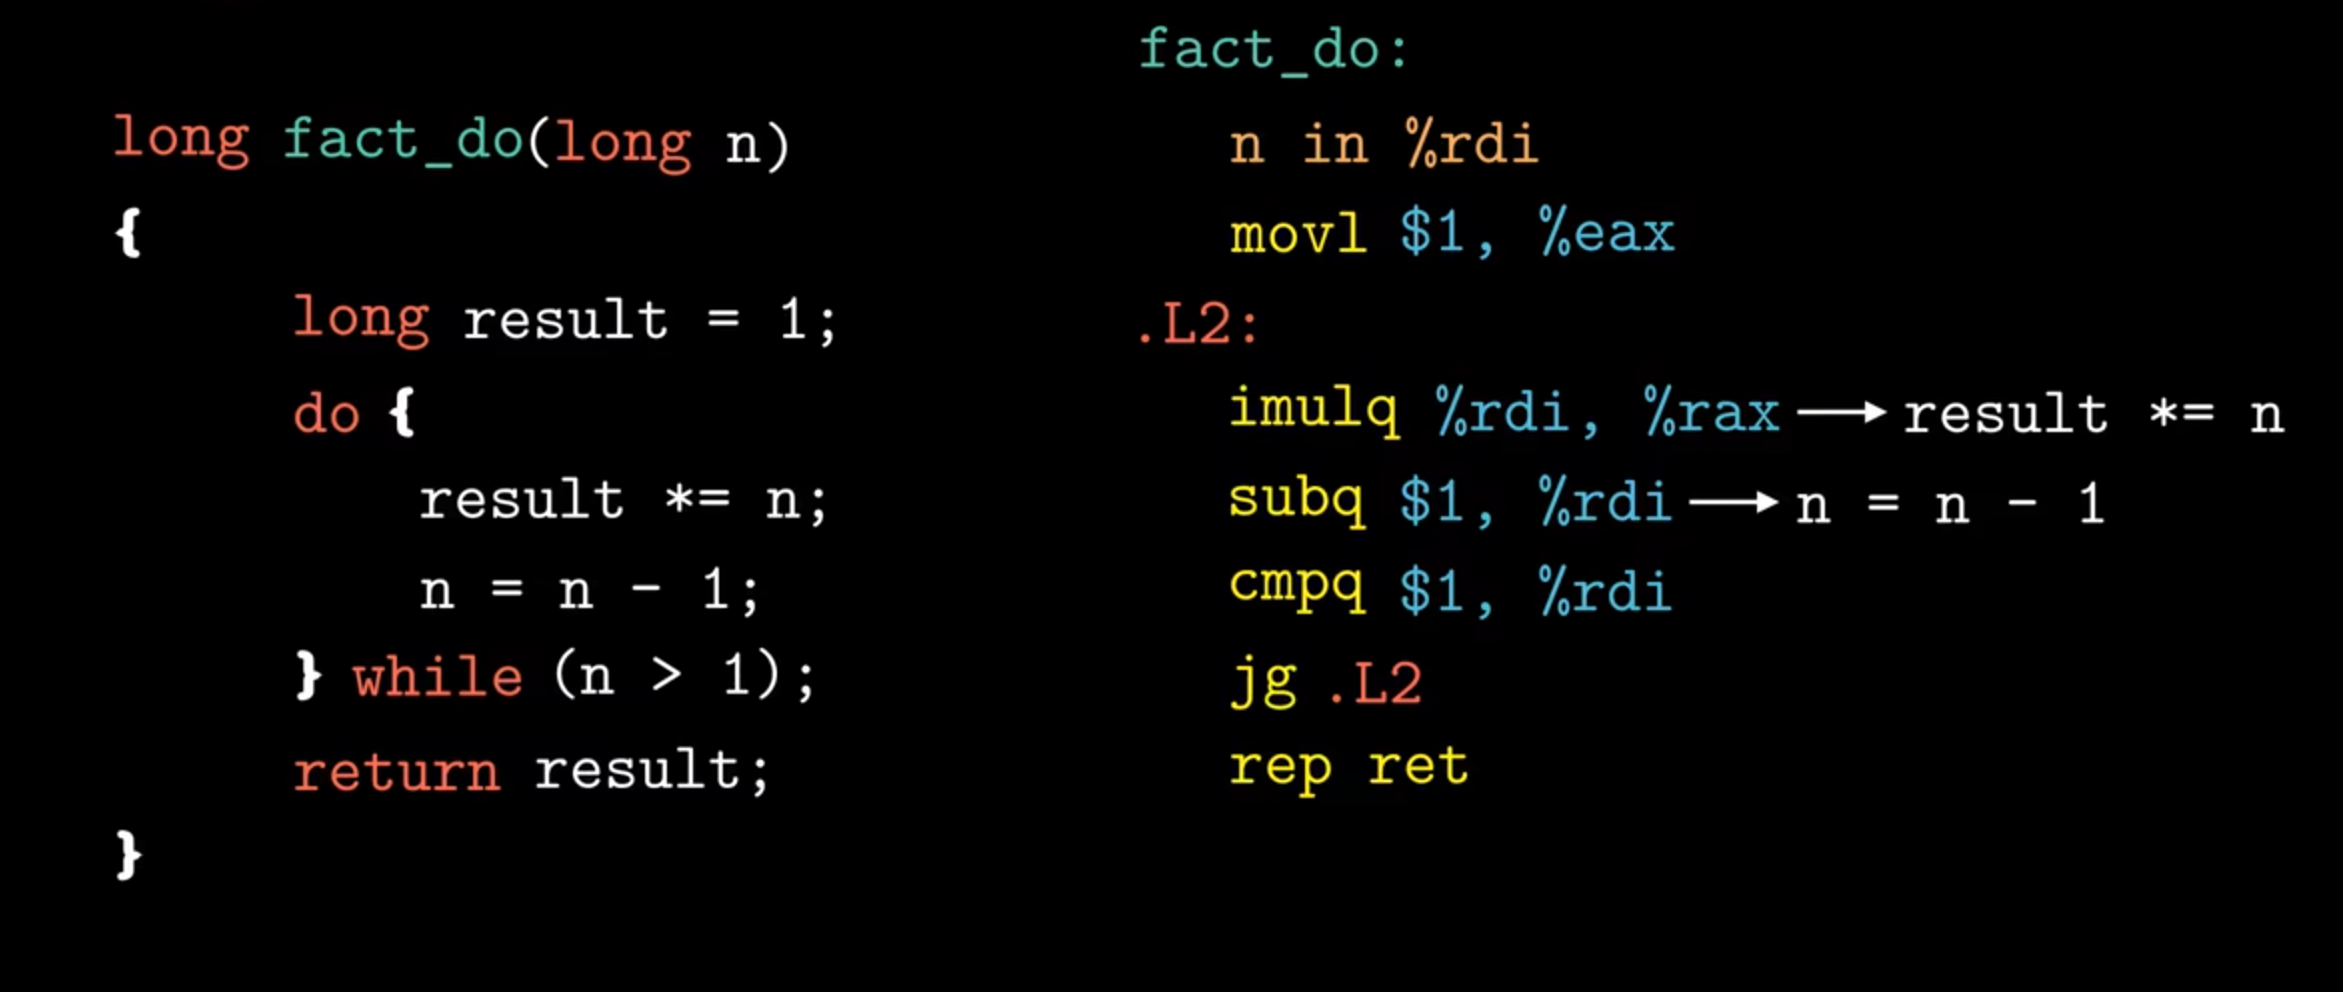 long fact_do(long n)
{
long result = 1;
do {
result *= n;
n = n - 1;
} while (n > 1);
return result;
}
fact_do:
n in %rdi
movl $1, %eax
.L2:
imulq %rdi, %rax → result *= n
subq $1, %rdi → n = n - 1
cmpq $1, %rdi
jg .L2
rep ret